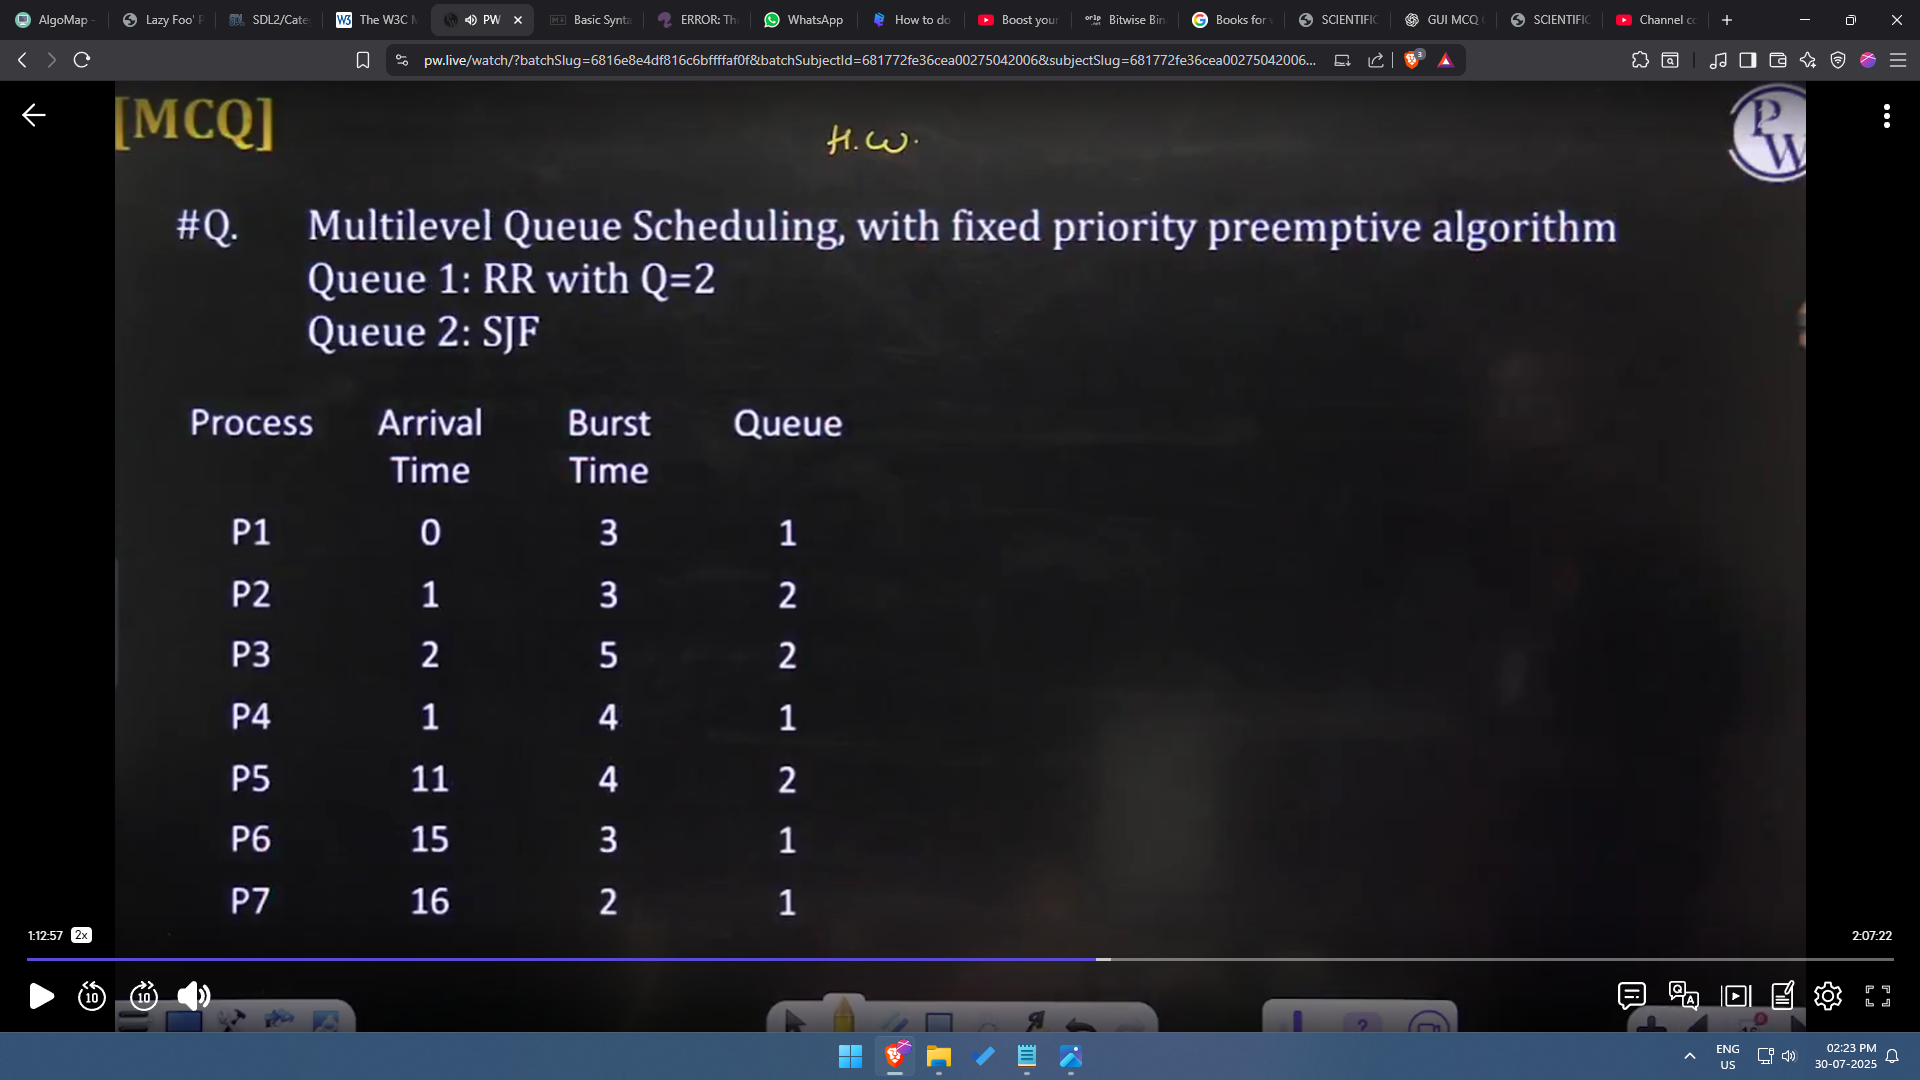 AlgoMap -
Lazy Foo' P
SDL2/Cate
The W3C M
PW
Basic Synta
ERROR: Th
WhatsApp
How to do
Boost your
Bitwise Bin
Books for
SCIENTIFIC
GUI MCQ
SCIENTIFIC
Channel co
pw.live/watch/?batchSlug=6816e8e4df816c6bffffaf0f&batchSubjectId=681772fe36cea00275042006&subjectSlug=681772fe36cea00275042006...
3
[MCQ]
H.W.
PW
#Q. Multilevel Queue Scheduling, with fixed priority preemptive algorithm
Queue 1: RR with Q=2
Queue 2: SJF
Process Arrival Burst Queue
Time Time
P1 0 3 1
P2 1 3 2
P3 2 5 2
P4 1 4 1
P5 11 4 2
P6 15 3 1
P7 16 2 1
1:12:57 2x 2:07:22
10 10
ENG
US
02:23 PM
30-07-2025